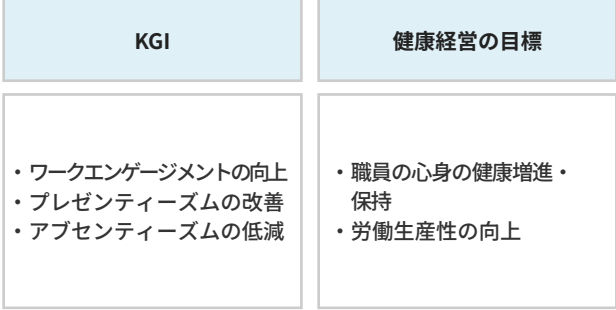 KGI
健康経営の目標
・ワークエンゲージメントの向上
・プレゼンティーズムの改善
・アブセンティーズムの低減
・職員の心身の健康増進・
保持
・労働生産性の向上